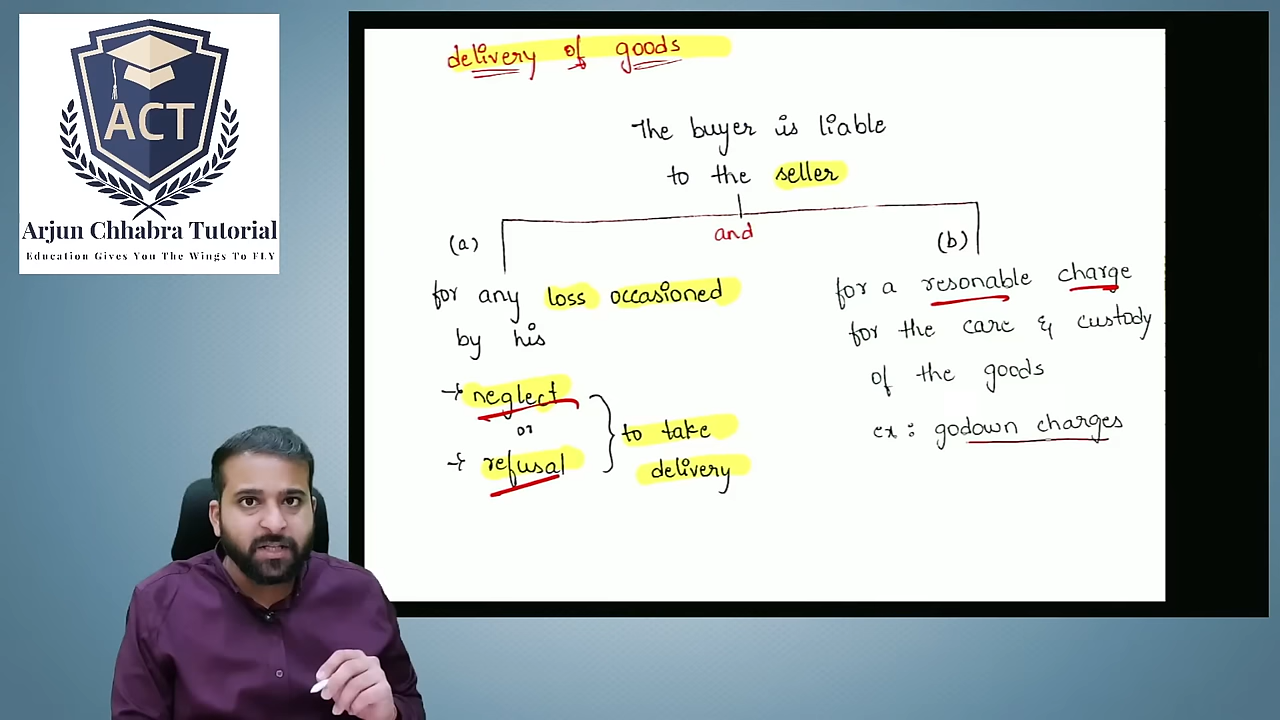 ACT
Arjun Chhabra Tutorial
Education Gives You The Wings To FLY
delivery of goods
The buyer is liable
to the seller
and
(a)
for any loss occasioned
by his
→ neglect
or
→ refusal
to take
delivery
(b)
for a resonable charge
for the care & custody
of the goods
ex: godown charges